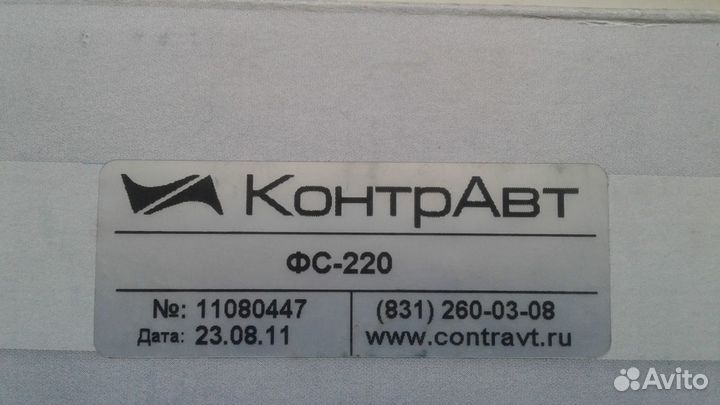 КонтрАвт
ФС-220
№: 11080447
Дата: 23.08.11
(831) 260-03-08
www.contravt.ru
Avito